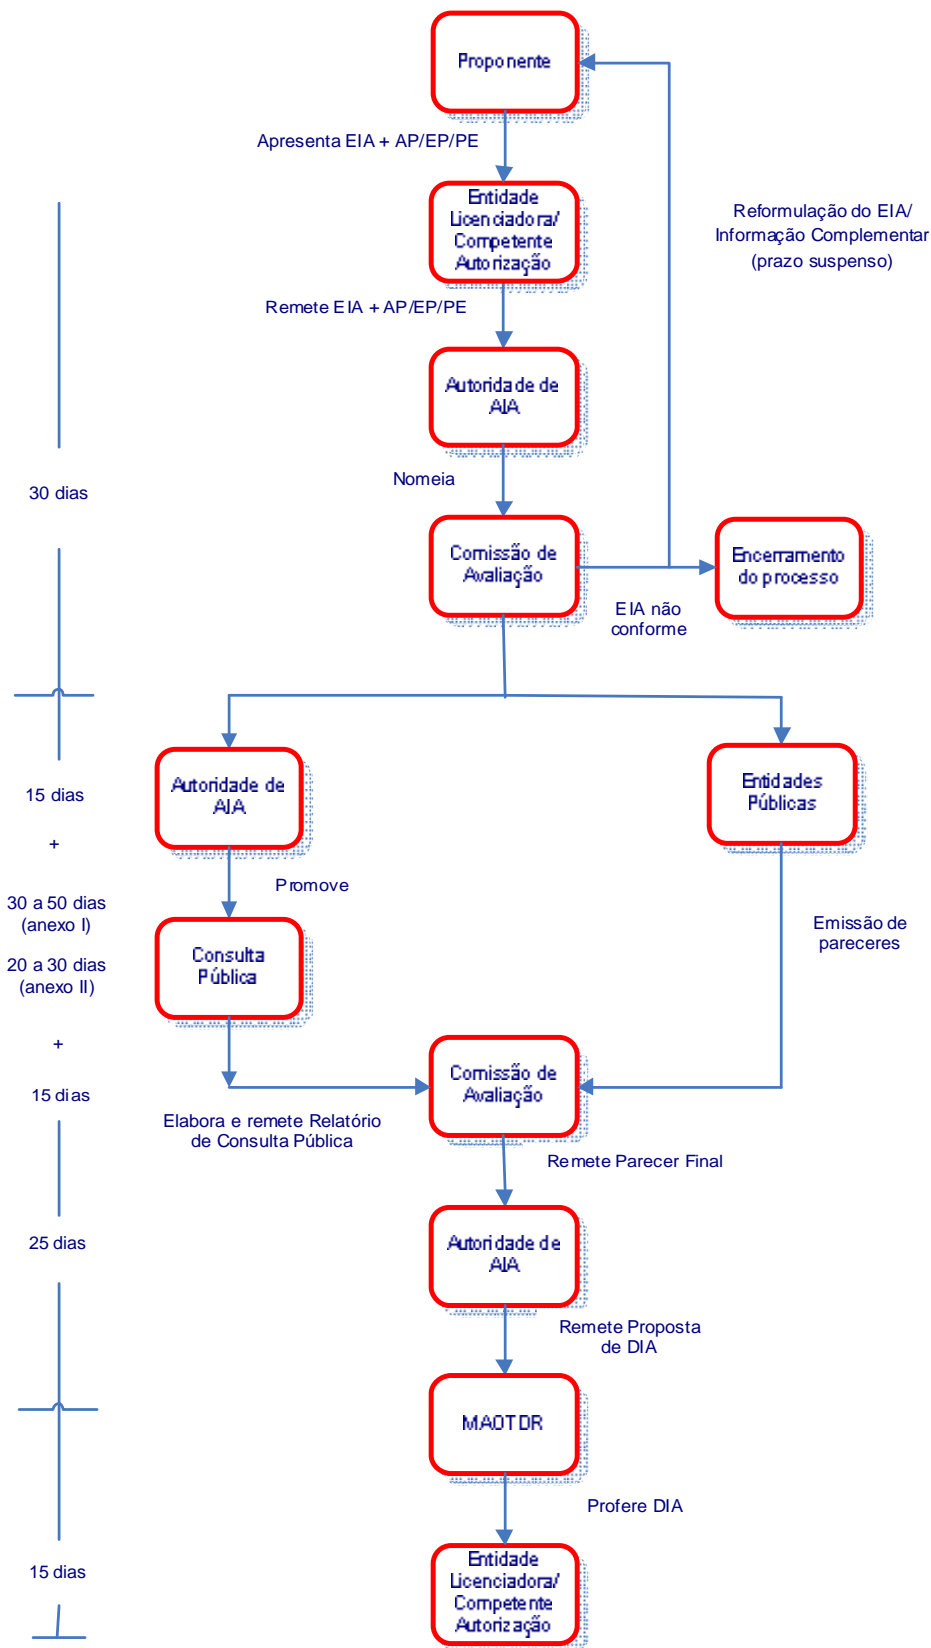 Proponente
Apresenta EIA + AP/EP/PE
Entidade
Licenciadora/
Competente
Autorização
Reformulação do EIA/
Informação Complementar
(prazo suspenso)
Remete EIA + AP/EP/PE
Autoridade de
AIA
Nomeia
30 dias
Comissão de
Avaliação
Encerramento
do processo
EIA não
conforme
15 dias
Autoridade de
AIA
Entidades
Públicas
+
Promove
30 a 50 dias
(anexo I)
Emissão de
pareceres
Consulta
Pública
20 a 30 dias
(anexo II)
+
15 dias
Comissão de
Avaliação
Elabora e remete Relatório
de Consulta Pública
Remete Parecer Final
25 dias
Autoridade de
AIA
Remete Proposta
de DIA
MAOTDR
Profere DIA
15 dias
Entidade
Licenciadora/
Competente
Autorização